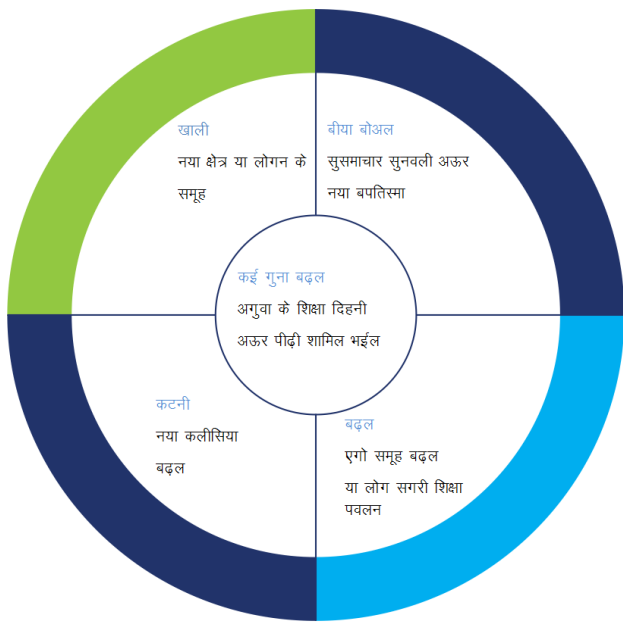 खाली
नया क्षेत्र या लोगन के
समूह
बीया बोअल
सुसमाचार सुनवली अऊर
नया बपतिस्मा
कई गुना बढ़ल
अगुवा के शिक्षा दिहनी
अऊर पीढ़ी शामिल भईल
कटनी
नया कलीसिया
बढ़ल
बढ़ल
एगो समूह बढ़ल
या लोग सगरी शिक्षा
पवलन